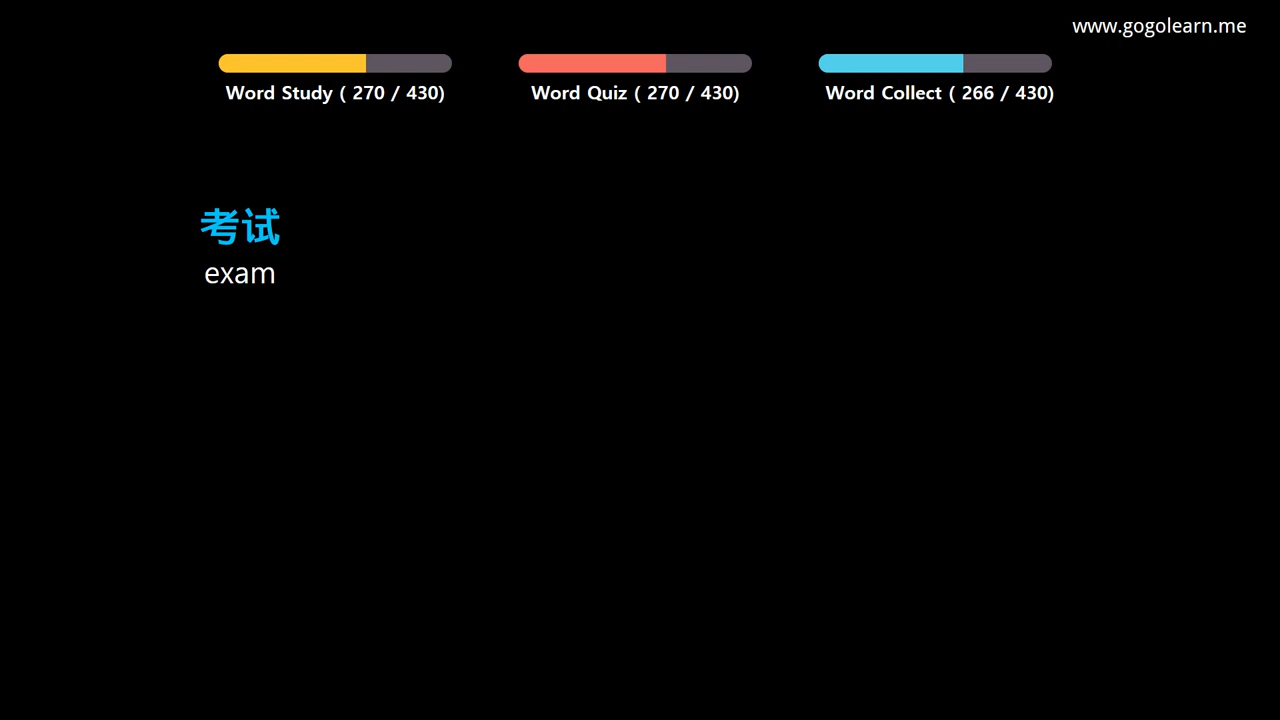 www.gogolearn.me
Word Study ( 270 / 430)
Word Quiz ( 270 / 430)
Word Collect ( 266 / 430)
考试
exam